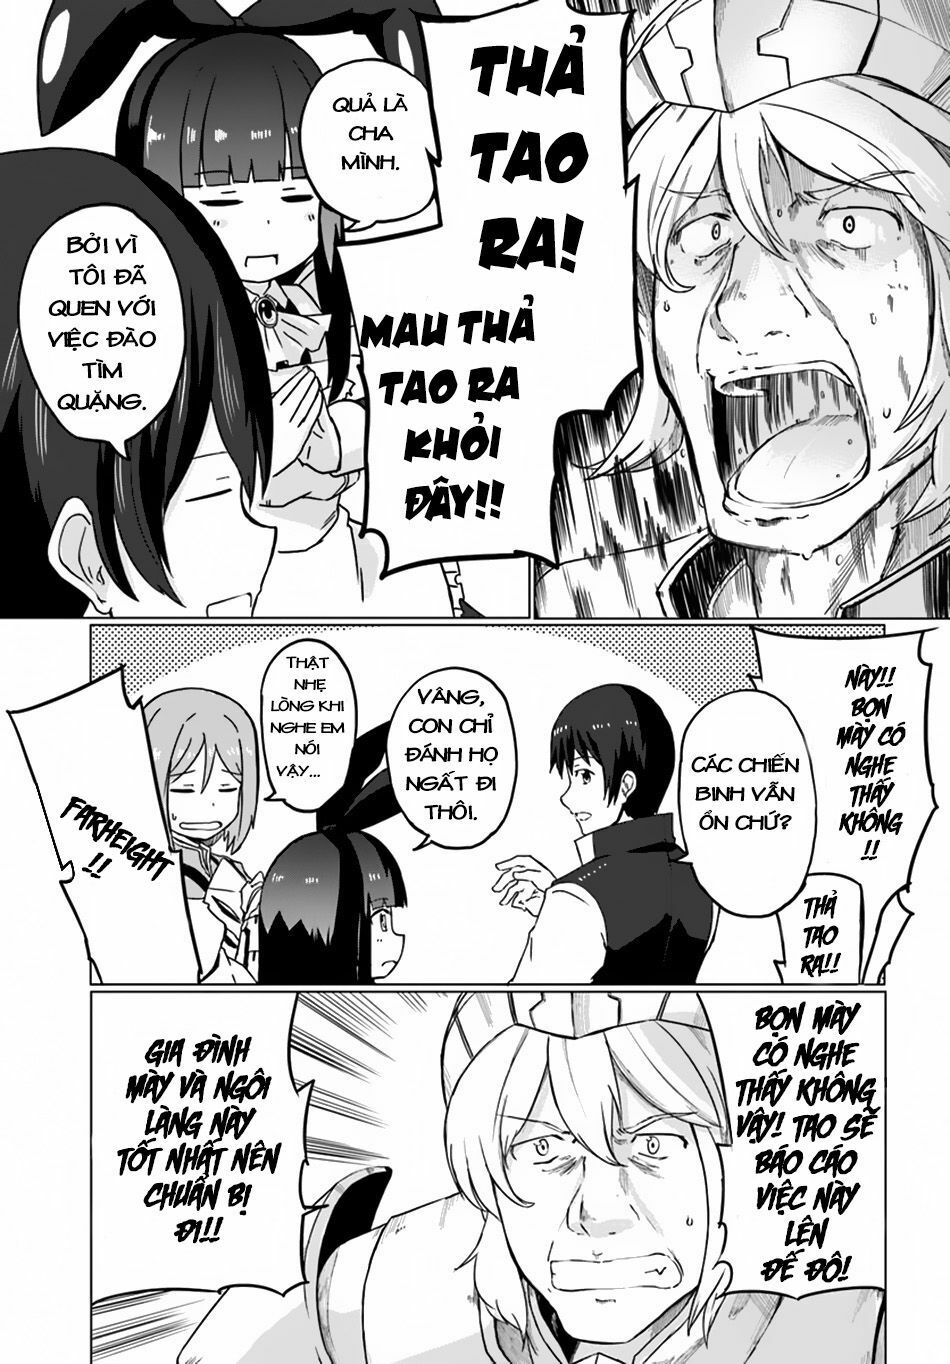 THẢ
TAO
RA!
MAU THẢ
TAO RA
KHỎI
ĐÂY!!
QUẢ LÀ
CHA
MÌNH.
BỞI VÌ
TÔI ĐÃ
QUEN VỚI
VIỆC ĐÀO
TÌM
QUẶNG.
NÀY!!
BỌN
MÀY CÓ
NGHE
THẤY
KHÔNG
!!
THẢ
TAO
RA!!
CÁC CHIẾN
BINH VẪN
ỔN CHỨ?
VÂNG,
CON CHỈ
ĐÁNH HỌ
NGẤT ĐI
THÔI.
THẬT
NHẸ
LÒNG KHI
NGHE EM
NÓI
VẬY...
FARHEIGHT
!!
BỌN MÀY
CÓ NGHE
THẤY KHÔNG
VẬY! TAO SẼ
BÁO CÁO
VIỆC NÀY
LÊN
ĐẾ ĐÔ!
GIA ĐÌNH
MÀY VÀ NGÔI
LÀNG NÀY
TỐT NHẤT NÊN
CHUẨN BỊ
ĐI!!